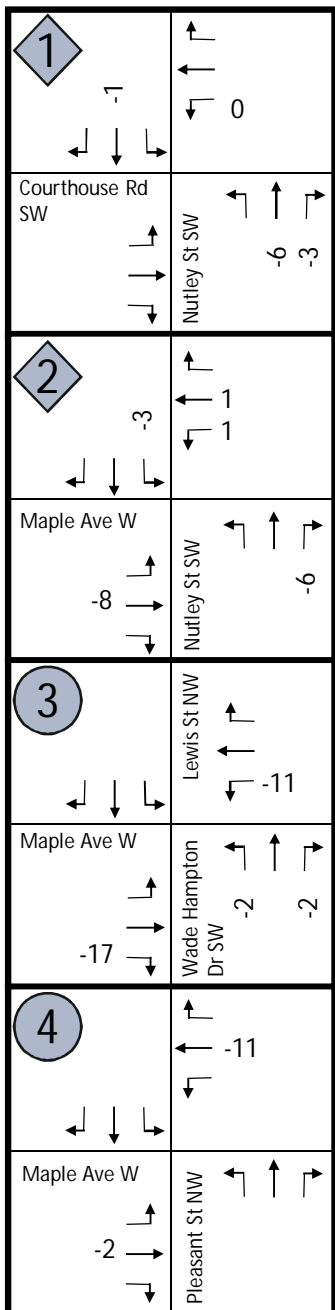 1
-1
0
Courthouse Rd
SW
Nutley St SW
-6
-3
2
-3
1
1
Maple Ave W
-8
Nutley St SW
-6
3
Lewis St NW
-11
Maple Ave W
-17
Wade Hampton
Dr SW
-2
-2
4
-11
Maple Ave W
-2
Pleasant St NW